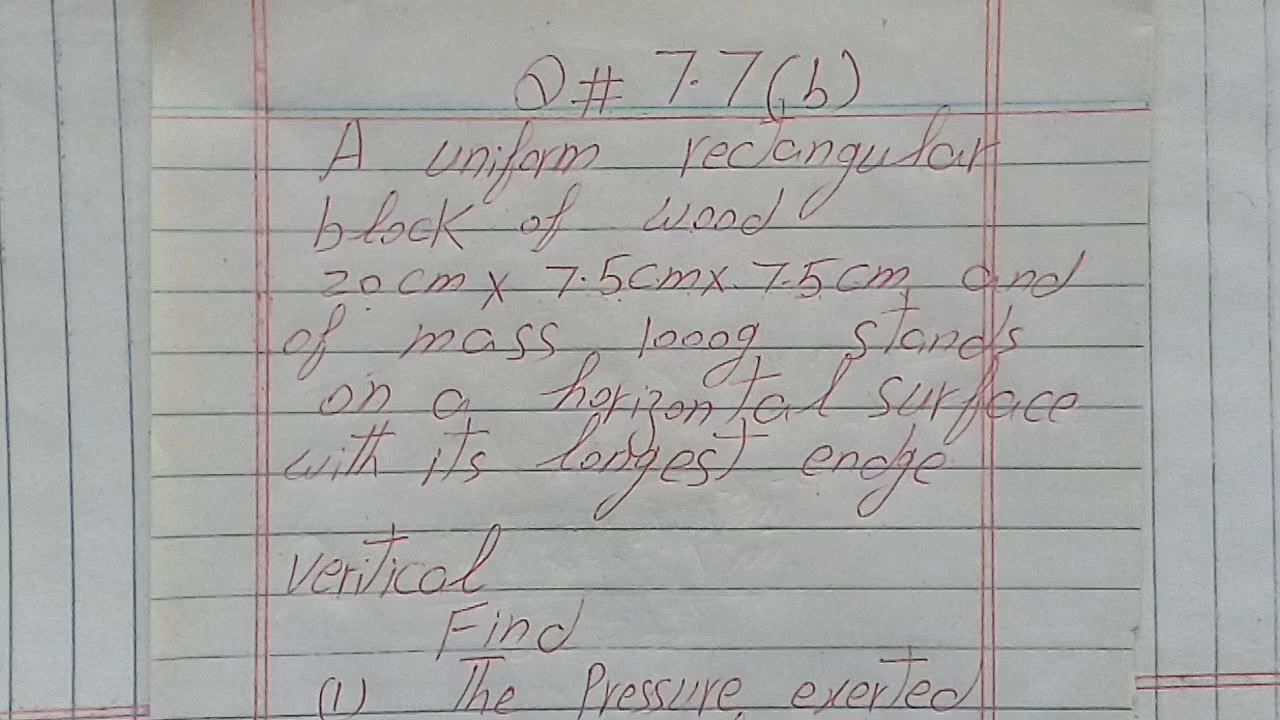 Q # 7.7(b)
A uniform rectangular
block of wood
20cm x 7.5cm x 7.5cm and
of mass 1000g stands
on a horizontal surface
with its longest endge
veritical
Find
(1) The Pressure exerted